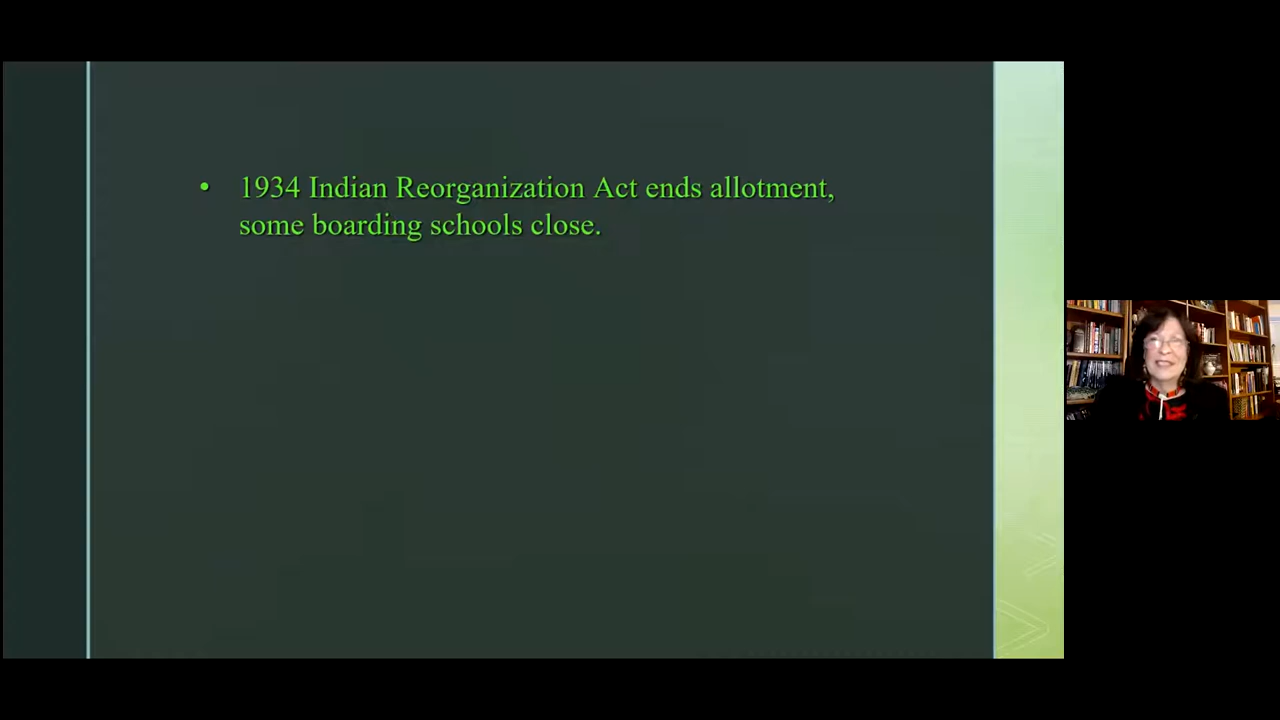 • 1934 Indian Reorganization Act ends allotment,
some boarding schools close.